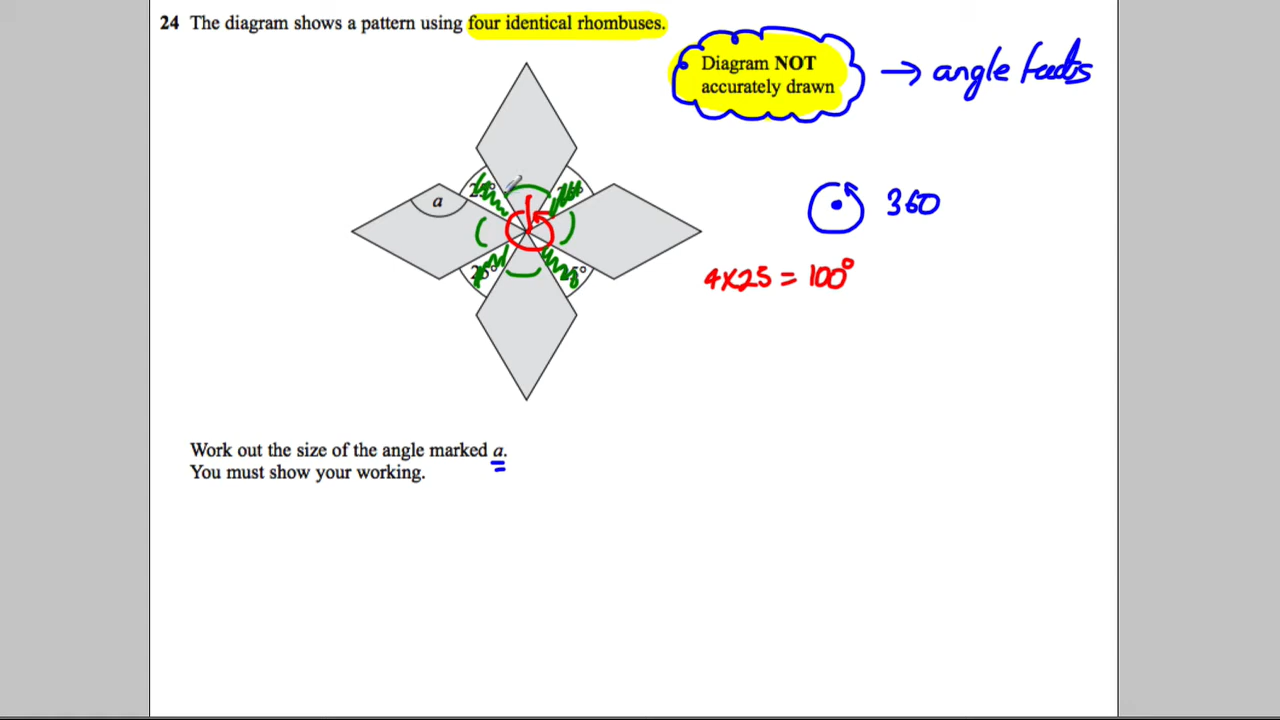 24 The diagram shows a pattern using four identical rhombuses.
Diagram NOT
accurately drawn
→ angle facts
a
360
4×25 = 100°
Work out the size of the angle marked a.
You must show your working.